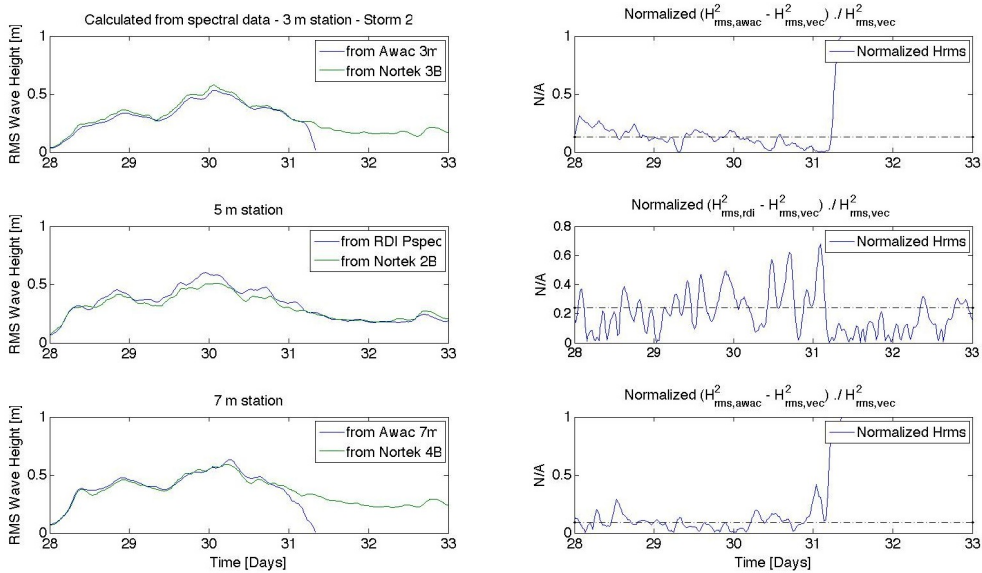 Calculated from spectral data - 3 m station - Storm 2
RMS Wave Height [m]
1
0.5
0
28 29 30 31 32 33
from Awac 3m
from Nortek 3B
Normalized (H²rms,awac - H²rms,vec) ./ H²rms,vec
N/A
1
0.5
0
28 29 30 31 32 33
Normalized Hrms
5 m station
RMS Wave Height [m]
1
0.5
0
28 29 30 31 32 33
from RDI Pspec
from Nortek 2B
Normalized (H²rms,rdi - H²rms,vec) ./ H²rms,vec
N/A
0.8
0.6
0.4
0.2
0
28 29 30 31 32 33
Normalized Hrms
7 m station
RMS Wave Height [m]
1
0.5
0
28 29 30 31 32 33
Time [Days]
from Awac 7m
from Nortek 4B
Normalized (H²rms,awac - H²rms,vec) ./ H²rms,vec
N/A
1
0.5
0
28 29 30 31 32 33
Time [Days]
Normalized Hrms